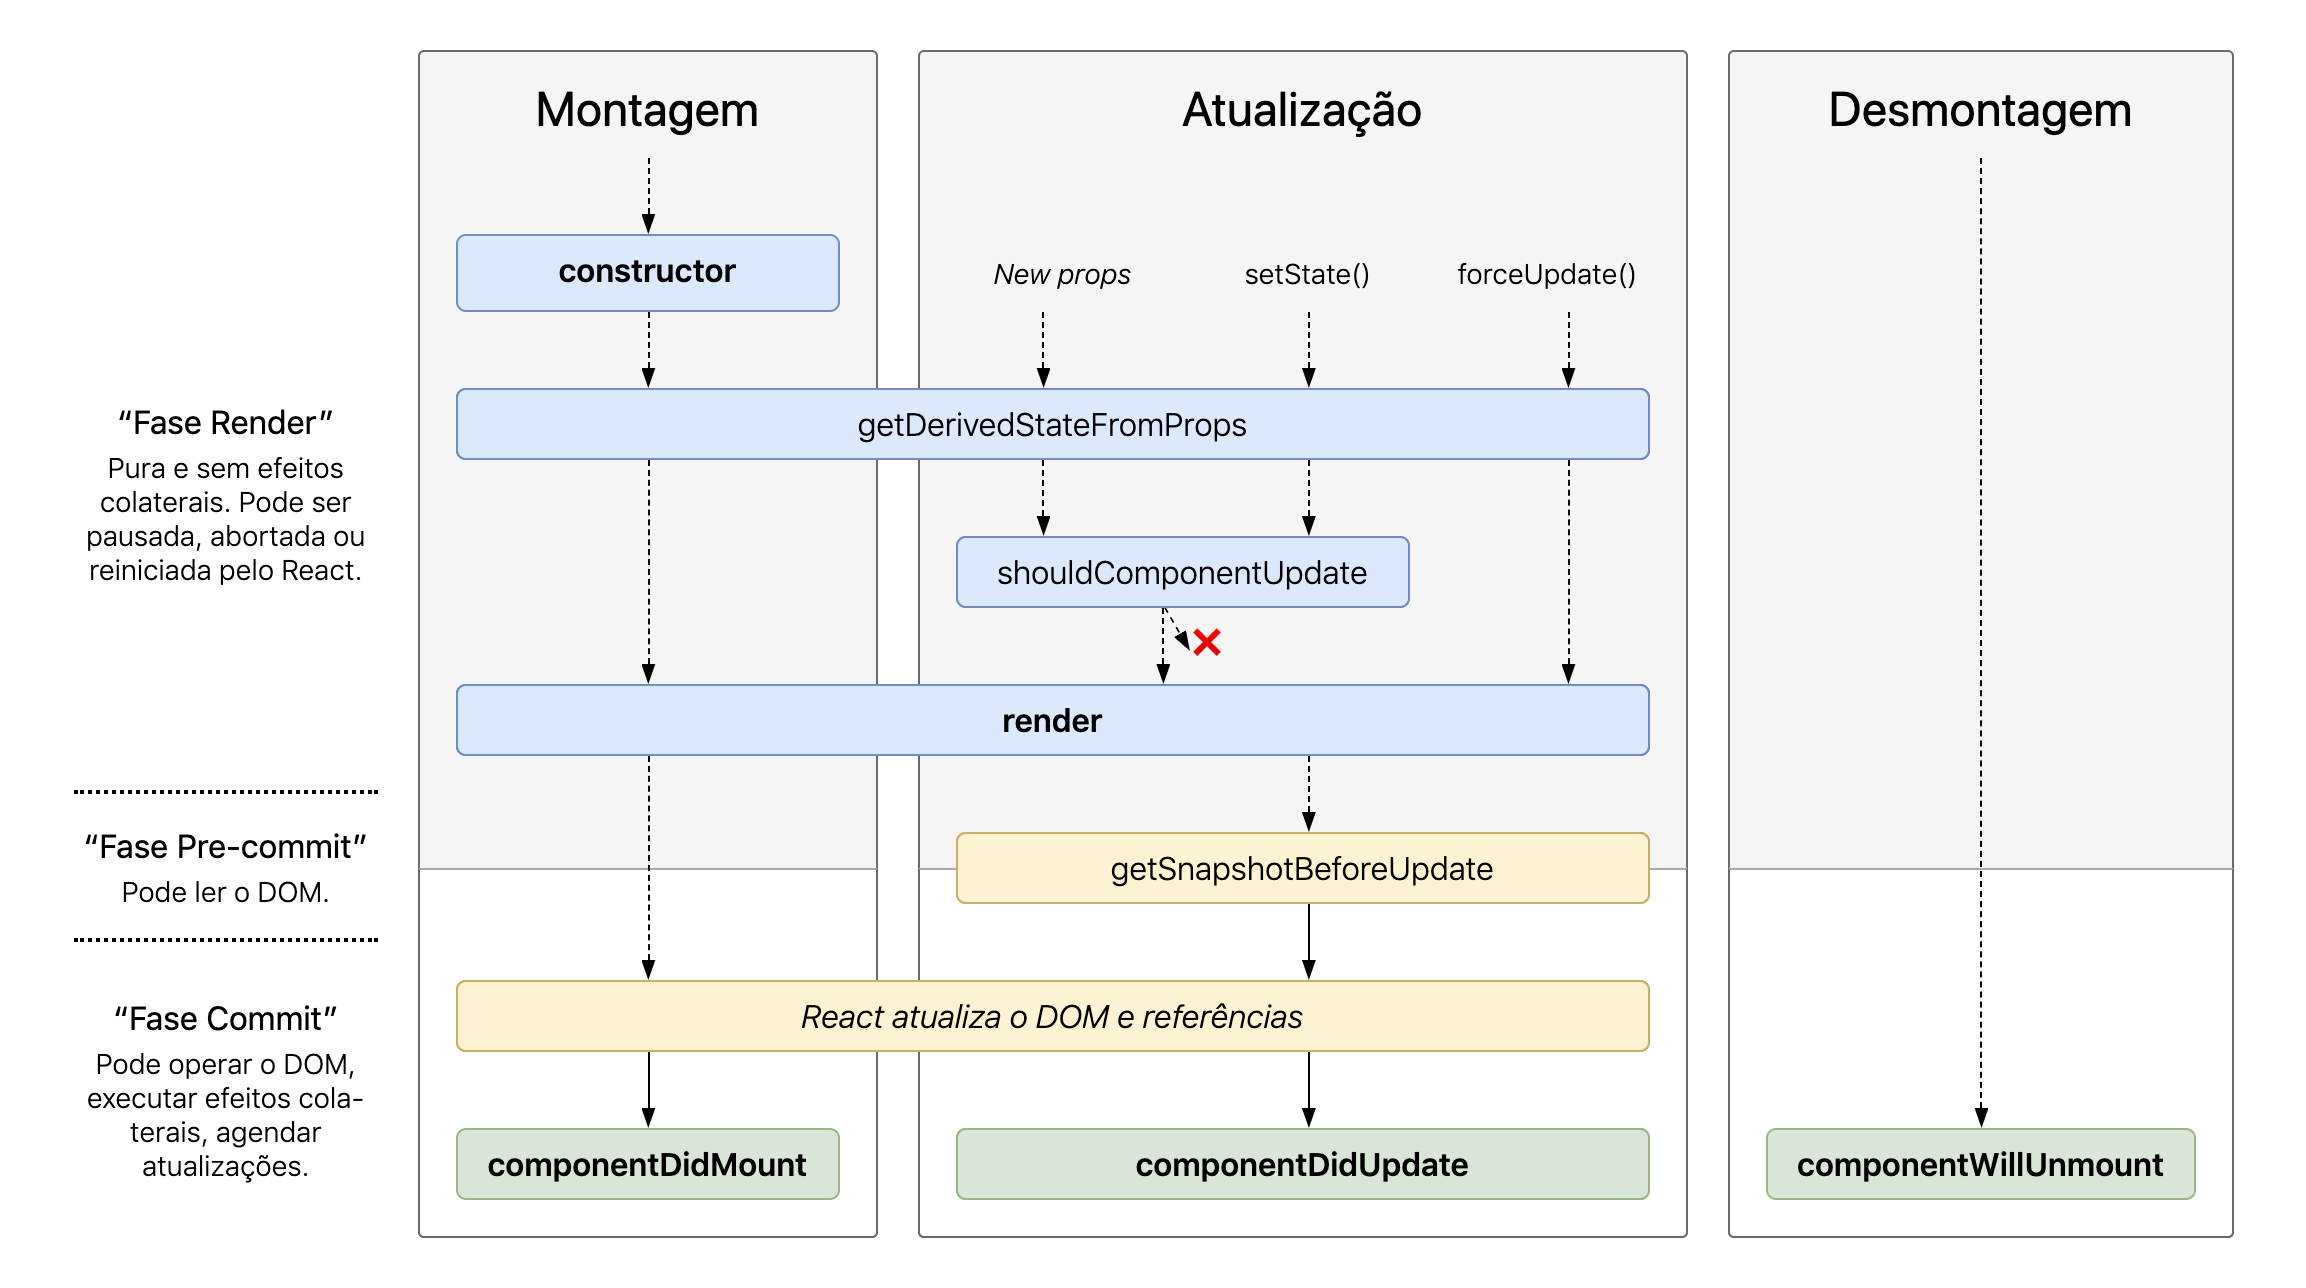 Montagem
Atualização
Desmontagem
constructor
New props
setState()
forceUpdate()
“Fase Render”
Pura e sem efeitos
colaterais. Pode ser
pausada, abortada ou
reiniciada pelo React.
getDerivedStateFromProps
shouldComponentUpdate
render
“Fase Pre-commit”
Pode ler o DOM.
getSnapshotBeforeUpdate
“Fase Commit”
Pode operar o DOM,
executar efeitos cola-
terais, agendar
atualizações.
React atualiza o DOM e referências
componentDidMount
componentDidUpdate
componentWillUnmount